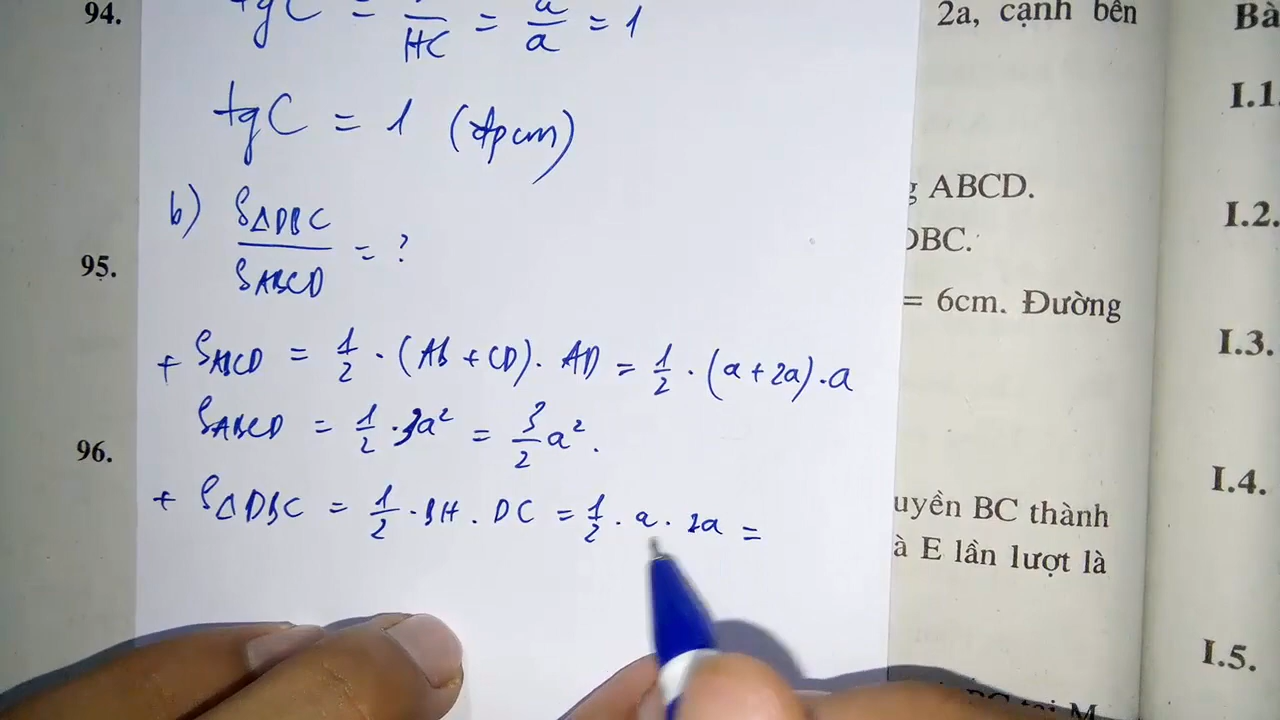 94.
tgC = / HC = a/a = 1
tgC = 1 (đpcm)
b) SΔDBC/SABCD = ?
95.
+ SABCD = 1/2 · (AB + CD) · AD = 1/2 · (a + 2a) · a
SABCD = 1/2 · 3a² = 3/2 a².
96.
+ SΔDBC = 1/2 · BH . DC = 1/2 · a · 2a =
2a, cạnh bên
ABCD.
DBC.
= 6cm. Đường
uyền BC thành
à E lần lượt là
BC tại M
Bà
I.1.
I.2.
I.3.
I.4.
I.5.